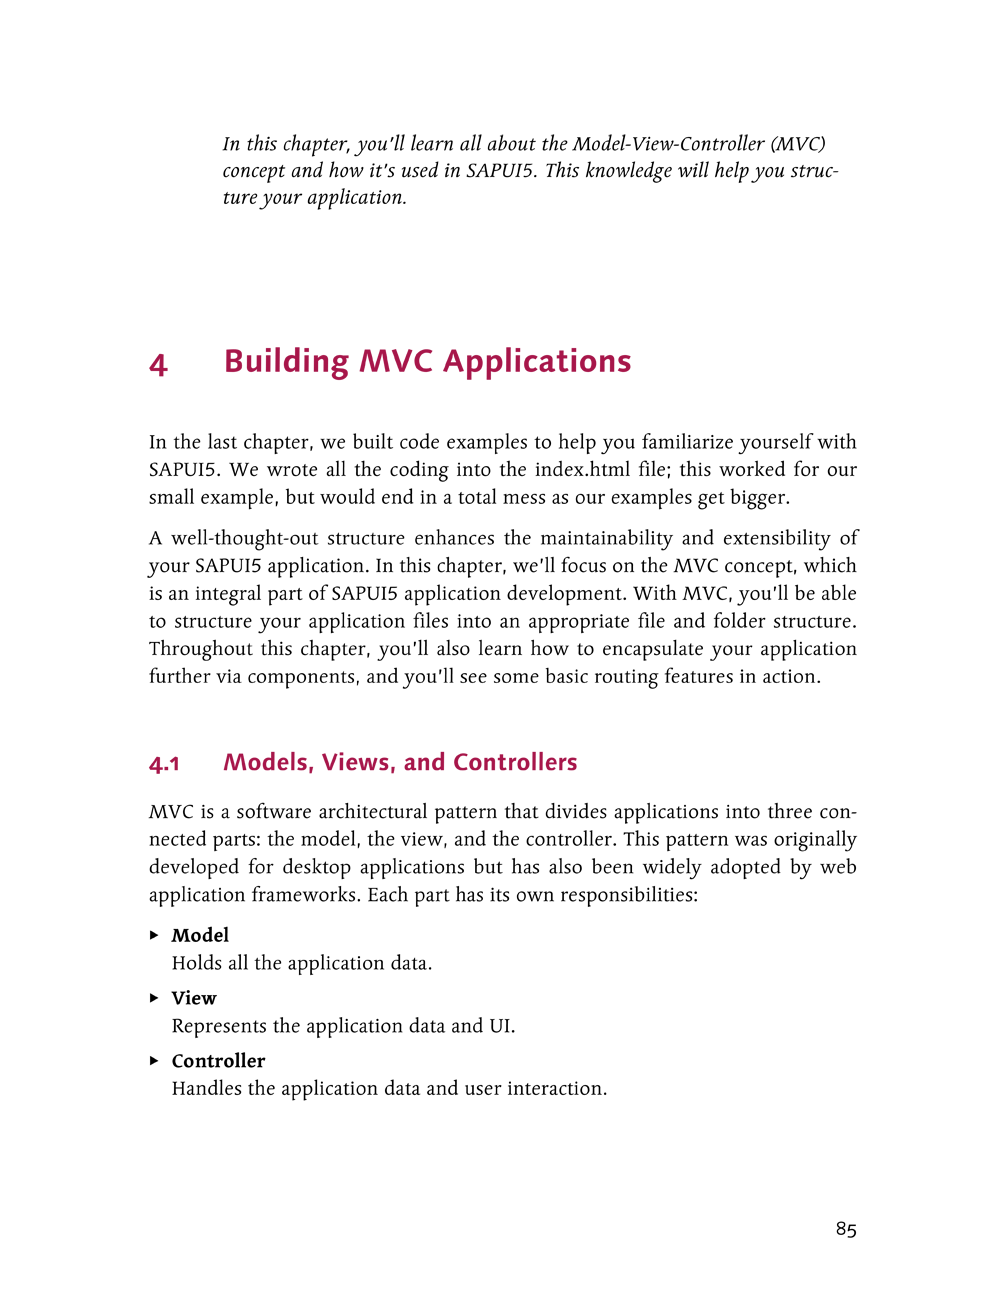 In this chapter, you'll learn all about the Model-View-Controller (MVC)
concept and how it's used in SAPUI5. This knowledge will help you struc-
ture your application.
4 Building MVC Applications
In the last chapter, we built code examples to help you familiarize yourself with
SAPUI5. We wrote all the coding into the index.html file; this worked for our
small example, but would end in a total mess as our examples get bigger.
A well-thought-out structure enhances the maintainability and extensibility of
your SAPUI5 application. In this chapter, we'll focus on the MVC concept, which
is an integral part of SAPUI5 application development. With MVC, you'll be able
to structure your application files into an appropriate file and folder structure.
Throughout this chapter, you'll also learn how to encapsulate your application
further via components, and you'll see some basic routing features in action.
4.1 Models, Views, and Controllers
MVC is a software architectural pattern that divides applications into three con-
nected parts: the model, the view, and the controller. This pattern was originally
developed for desktop applications but has also been widely adopted by web
application frameworks. Each part has its own responsibilities:
▸ Model
Holds all the application data.
▸ View
Represents the application data and UI.
▸ Controller
Handles the application data and user interaction.
85